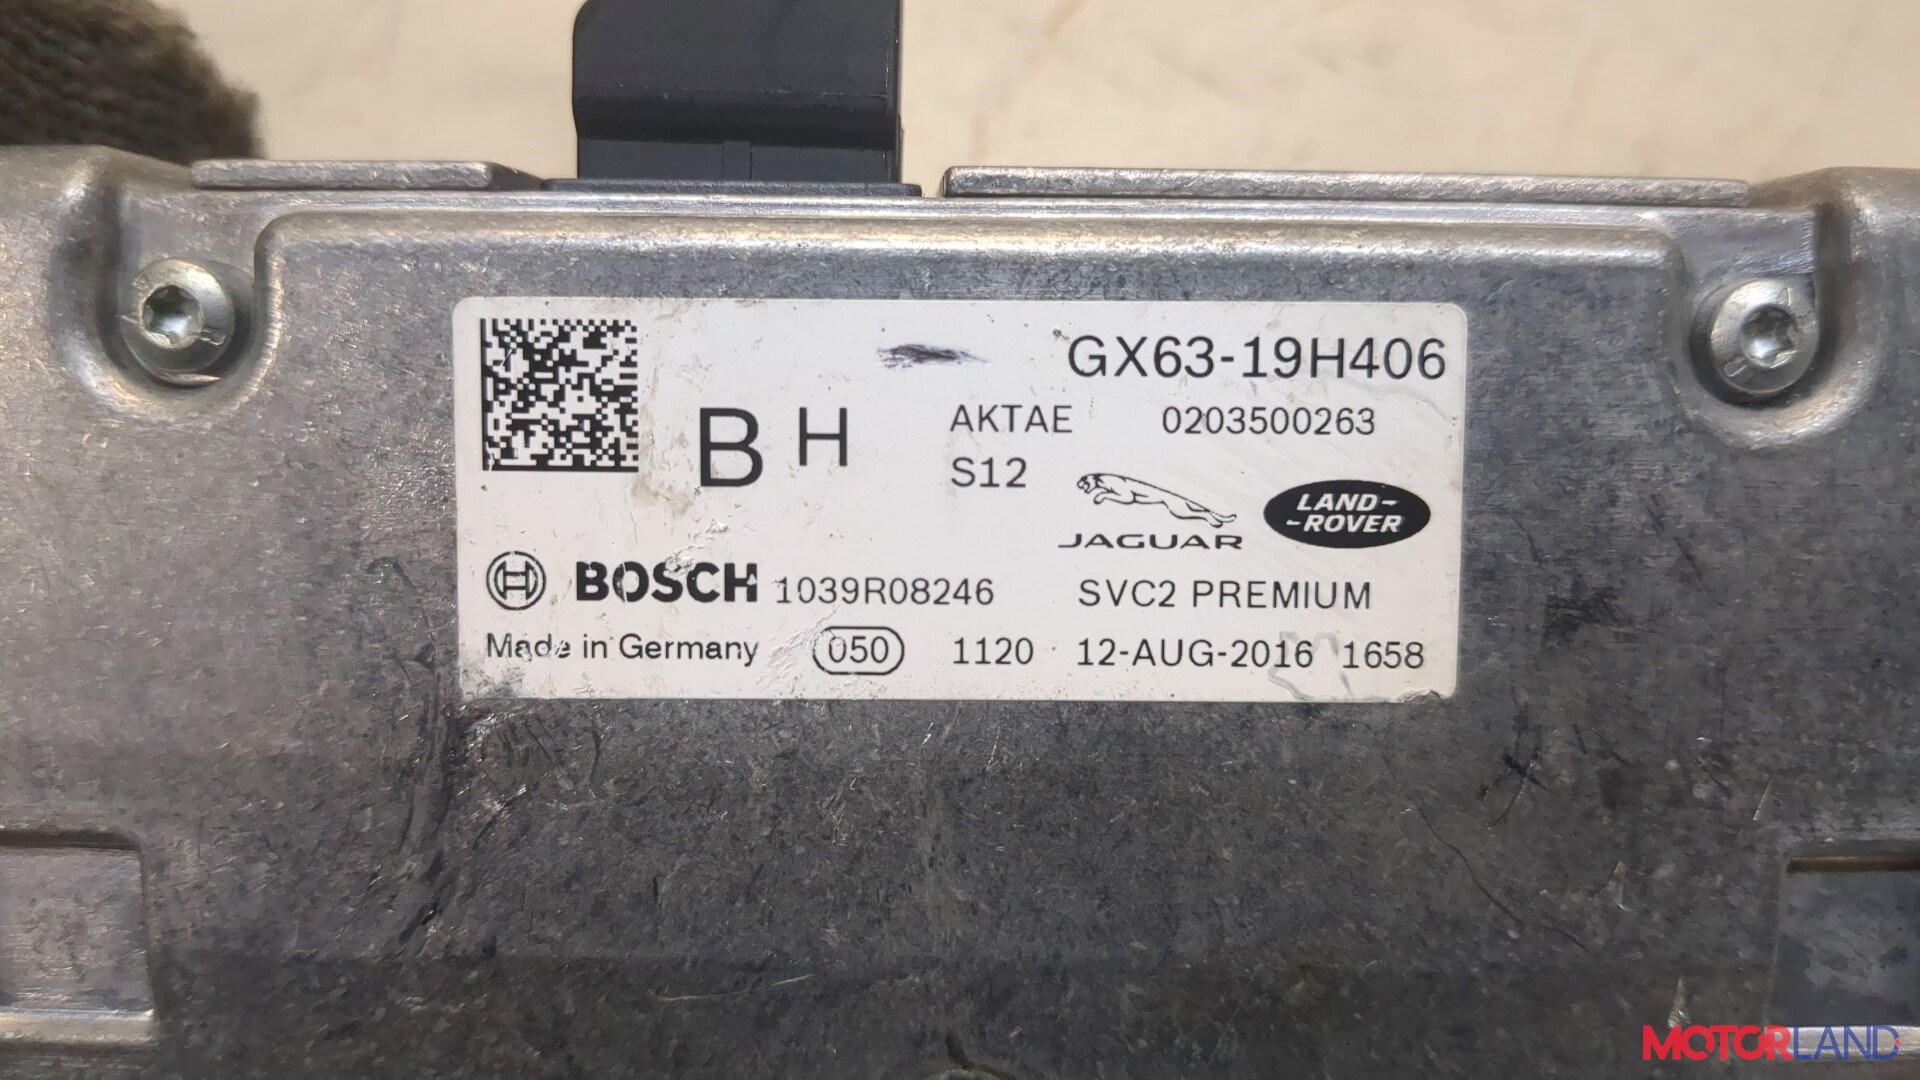 GX63-19H406
B H
AKTAE 0203500263
S12
JAGUAR
LAND-
-ROVER
BOSCH 1039R08246 SVC2 PREMIUM
Made in Germany 050 1120 12-AUG-2016 1658
MOTORLAND